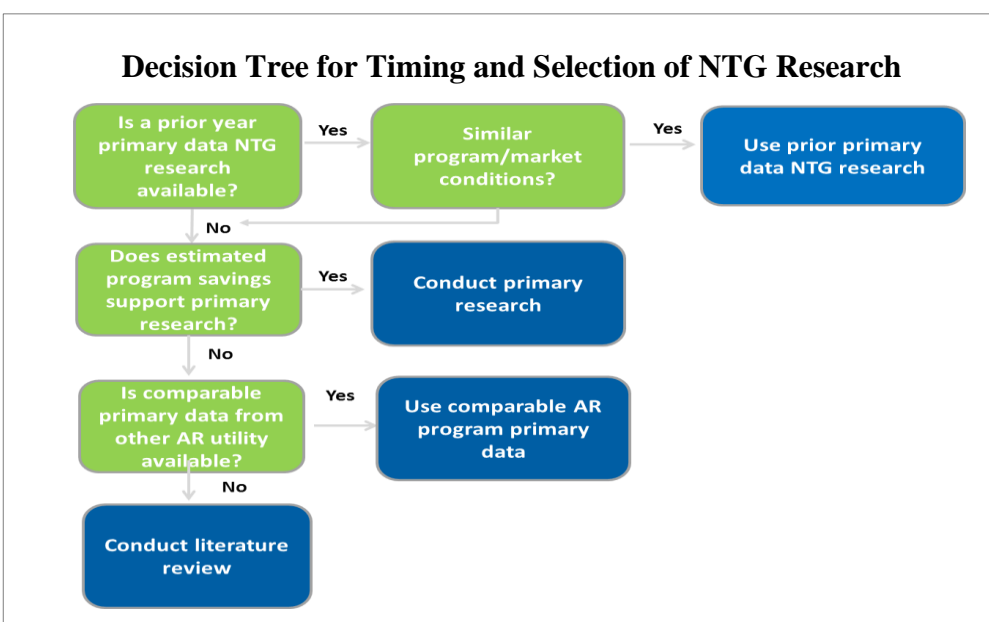 Decision Tree for Timing and Selection of NTG Research
Is a prior year
primary data NTG
research
available?
Yes
Similar
program/market
conditions?
Yes
Use prior primary
data NTG research
No
Does estimated
program savings
support primary
research?
Yes
Conduct primary
research
No
Is comparable
primary data from
other AR utility
available?
Yes
Use comparable AR
program primary
data
No
Conduct literature
review